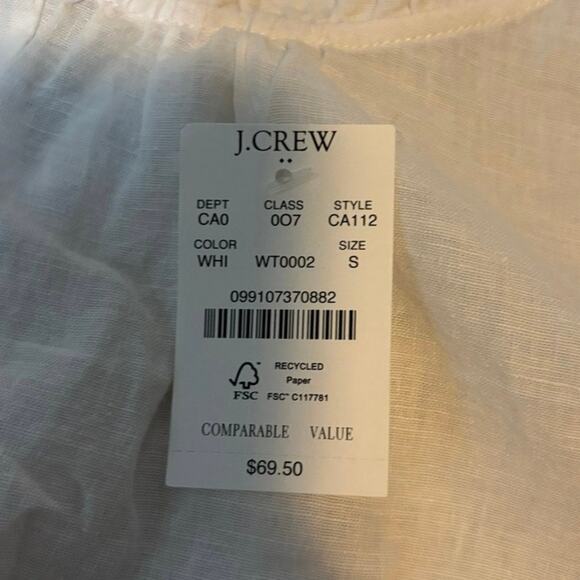 J.CREW
DEPT CLASS STYLE
CA0 0O7 CA112
COLOR SIZE
WHI WT0002 S
099107370882
RECYCLED
Paper
FSC FSC™ C117781
COMPARABLE VALUE
$69.50